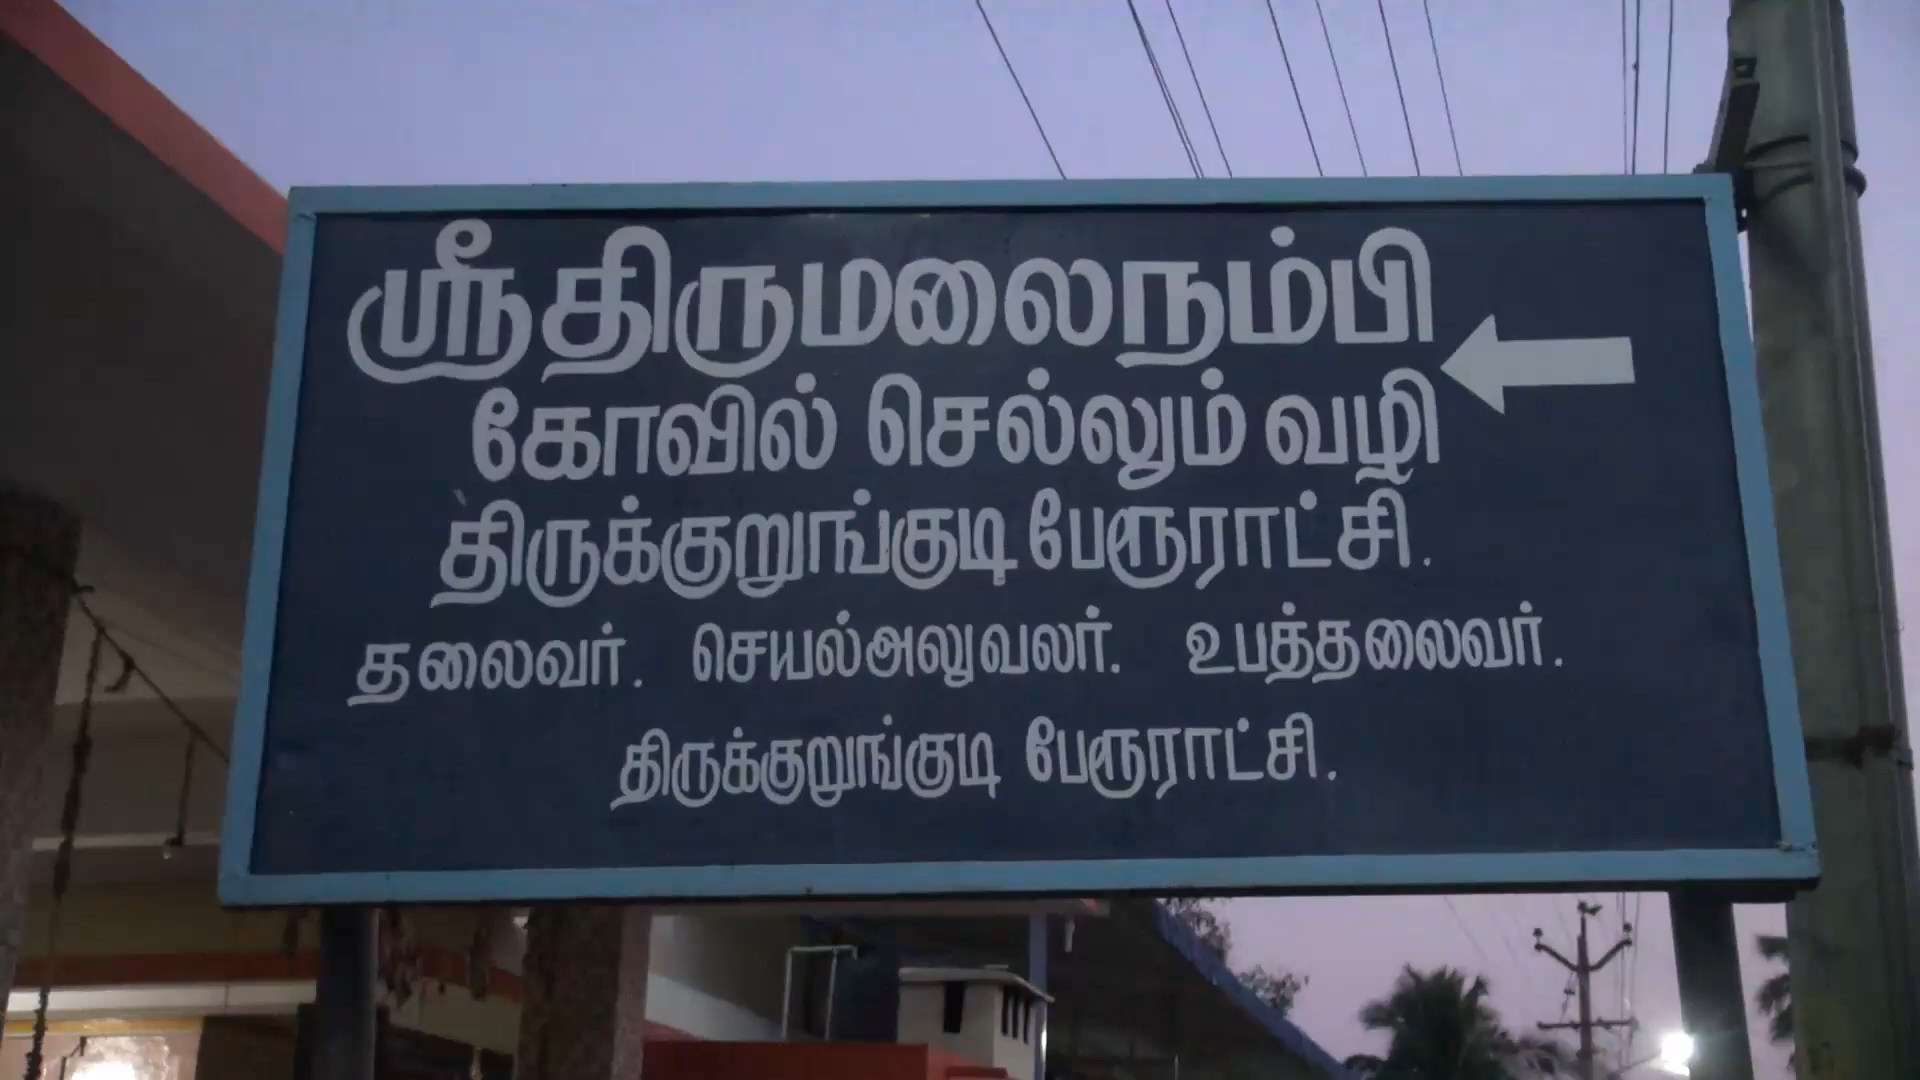 ஸ்ரீ திருமலைநம்பி
கோவில் செல்லும் வழி
திருக்குறுங்குடி பேரூராட்சி.
தலைவர். செயல்அலுவலர். உபத்தலைவர்.
திருக்குறுங்குடி பேரூராட்சி.